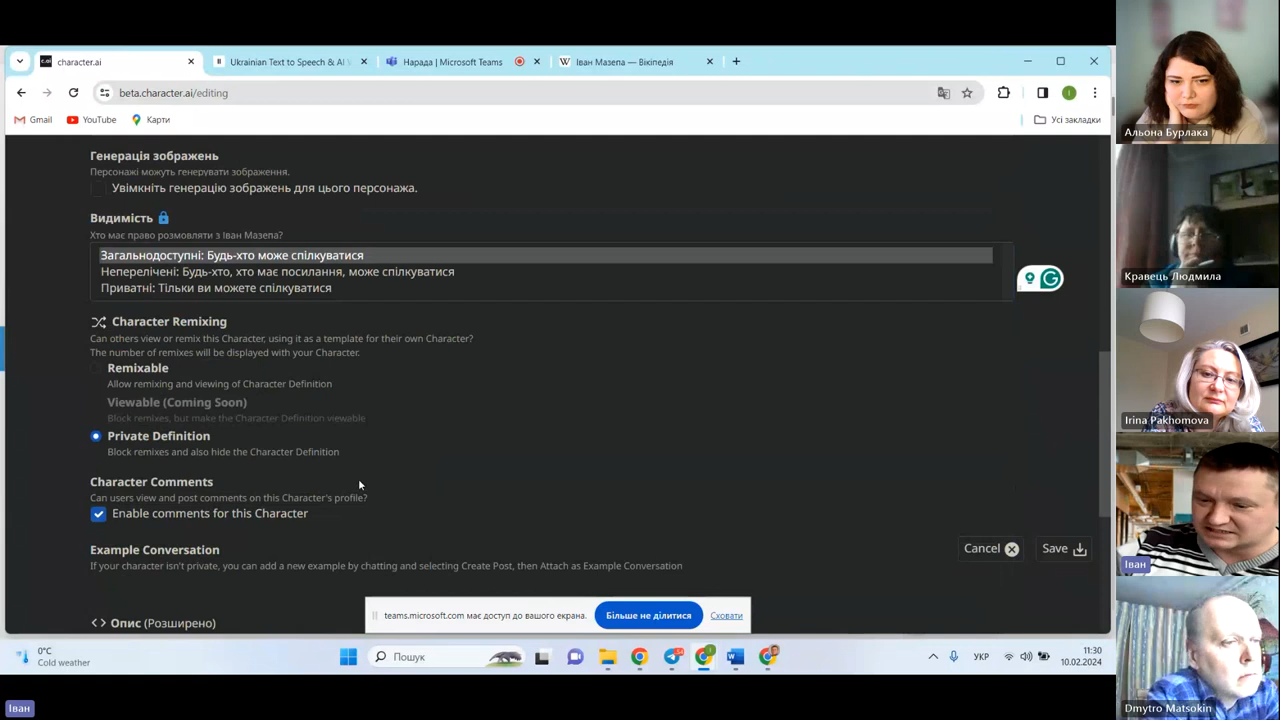 character.ai
Ukrainian Text to Speech & AI
Нарада | Microsoft Teams
Іван Мазепа — Вікіпедія
beta.character.ai/editing
Gmail
YouTube
Карти
Усі закладки
Генерація зображень
Персонажі можуть генерувати зображення.
Увімкніть генерацію зображень для цього персонажа.
Видимість
Хто має право розмовляти з Іван Мазепа?
Загальнодоступні: Будь-хто може спілкуватися
Неперелічені: Будь-хто, хто має посилання, може спілкуватися
Приватні: Тільки ви можете спілкуватися
Character Remixing
Can others view or remix this Character, using it as a template for their own Character?
The number of remixes will be displayed with your Character.
Remixable
Allow remixing and viewing of Character Definition
Viewable (Coming Soon)
Block remixes, but make the Character Definition viewable
Private Definition
Block remixes and also hide the Character Definition
Character Comments
Can users view and post comments on this Character's profile?
Enable comments for this Character
Example Conversation
If your character isn't private, you can add a new example by chatting and selecting Create Post, then Attach as Example Conversation
Cancel
Save
Опис (Розширено)
teams.microsoft.com має доступ до вашого екрана.
Більше не ділитися
Сховати
0°C
Cold weather
Пошук
УКР
11:30
10.02.2024
Іван
Альона Бурлака
Кравець Людмила
Irina Pakhomova
Іван
Dmytro Matsokin